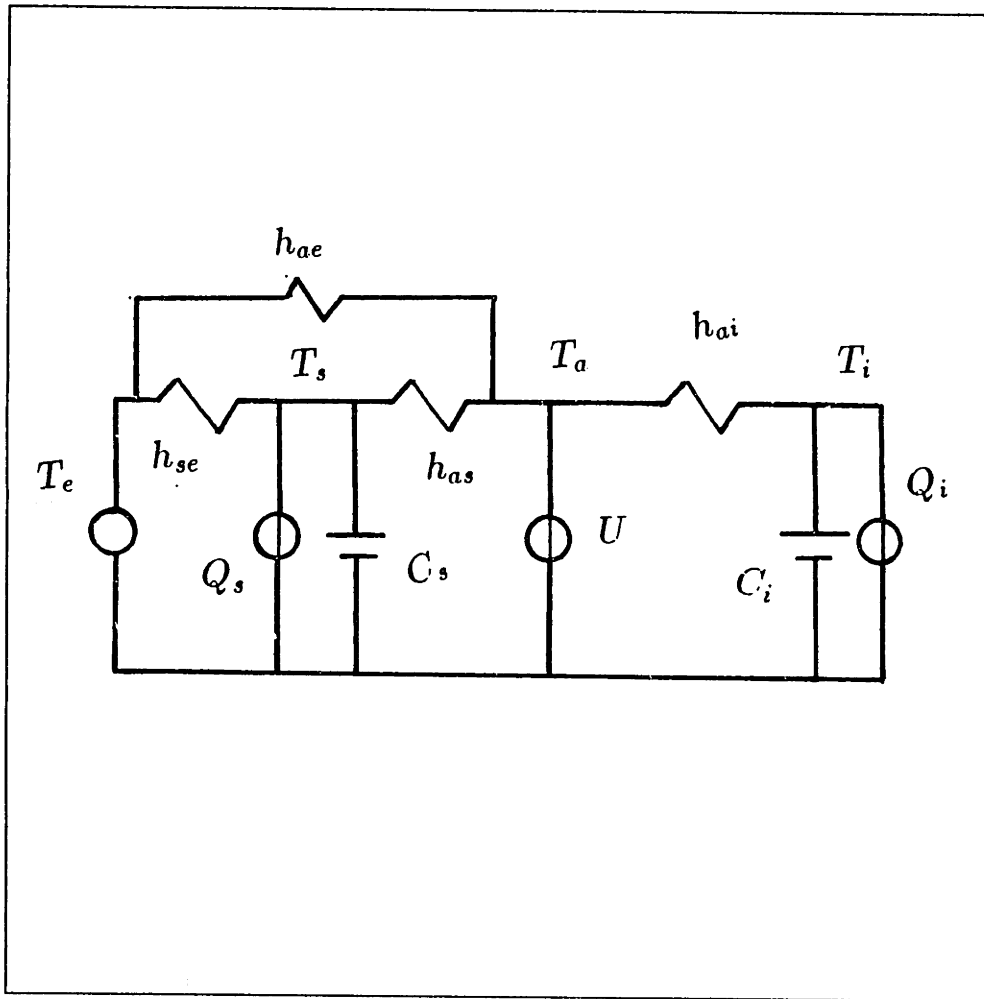 h_ae
h_ai
T_s
T_a
T_i
h_se
h_as
T_e
Q_i
U
Q_s
C_s
C_i